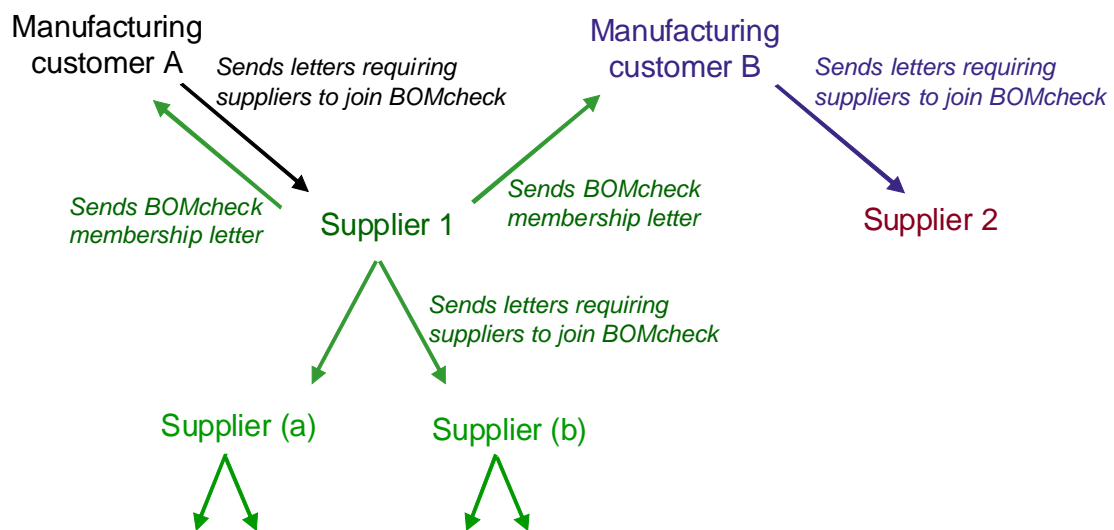 Manufacturing
customer A
Sends letters requiring
suppliers to join BOMcheck
Manufacturing
customer B
Sends letters requiring
suppliers to join BOMcheck
Sends BOMcheck
membership letter
Supplier 1
Sends BOMcheck
membership letter
Supplier 2
Sends letters requiring
suppliers to join BOMcheck
Supplier (a)
Supplier (b)